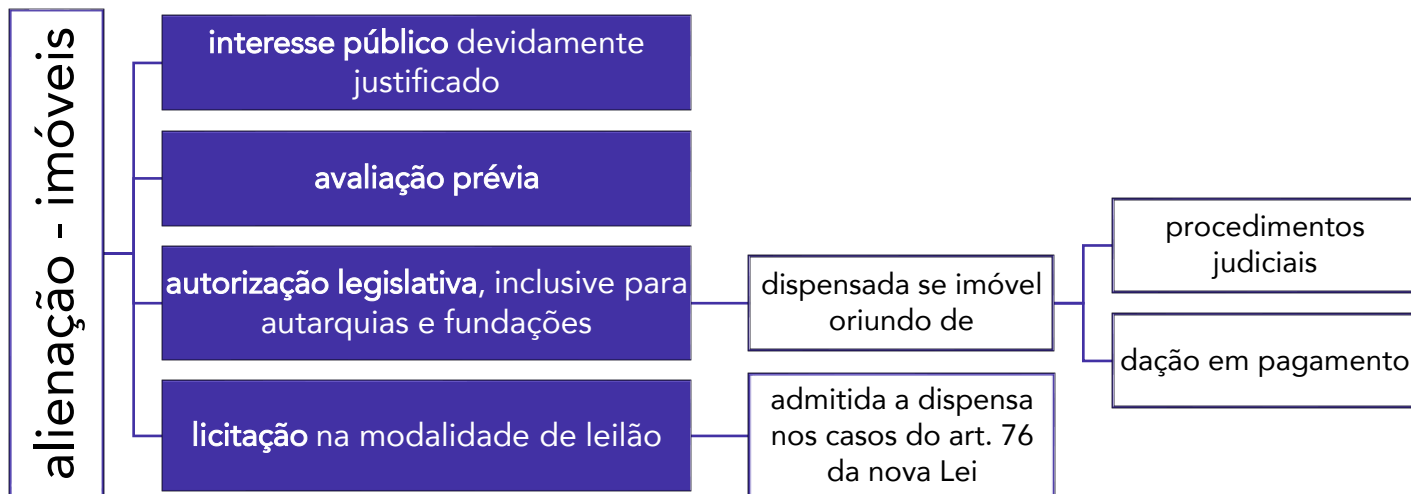 alienação - imóveis
interesse público devidamente
justificado
avaliação prévia
autorização legislativa, inclusive para
autarquias e fundações
dispensada se imóvel
oriundo de
procedimentos
judiciais
dação em pagamento
licitação na modalidade de leilão
admitida a dispensa
nos casos do art. 76
da nova Lei